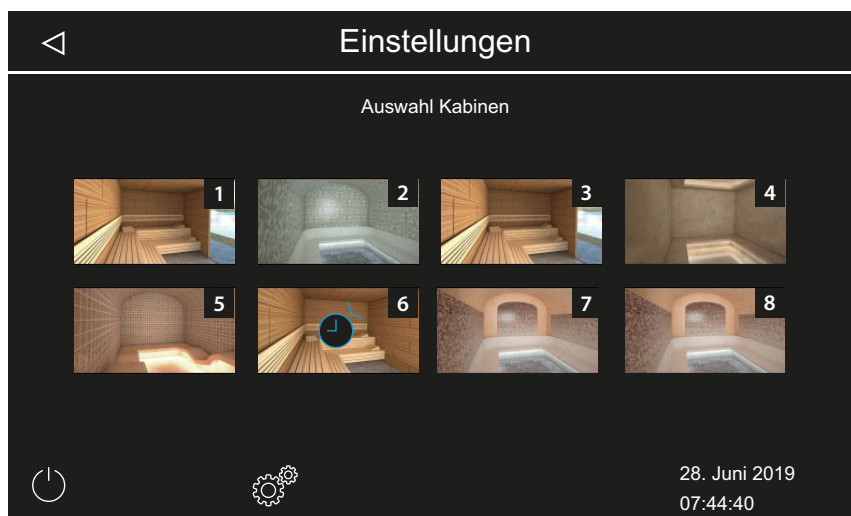 Einstellungen
Auswahl Kabinen
1 2 3 4
5 6 7 8
28. Juni 2019
07:44:40